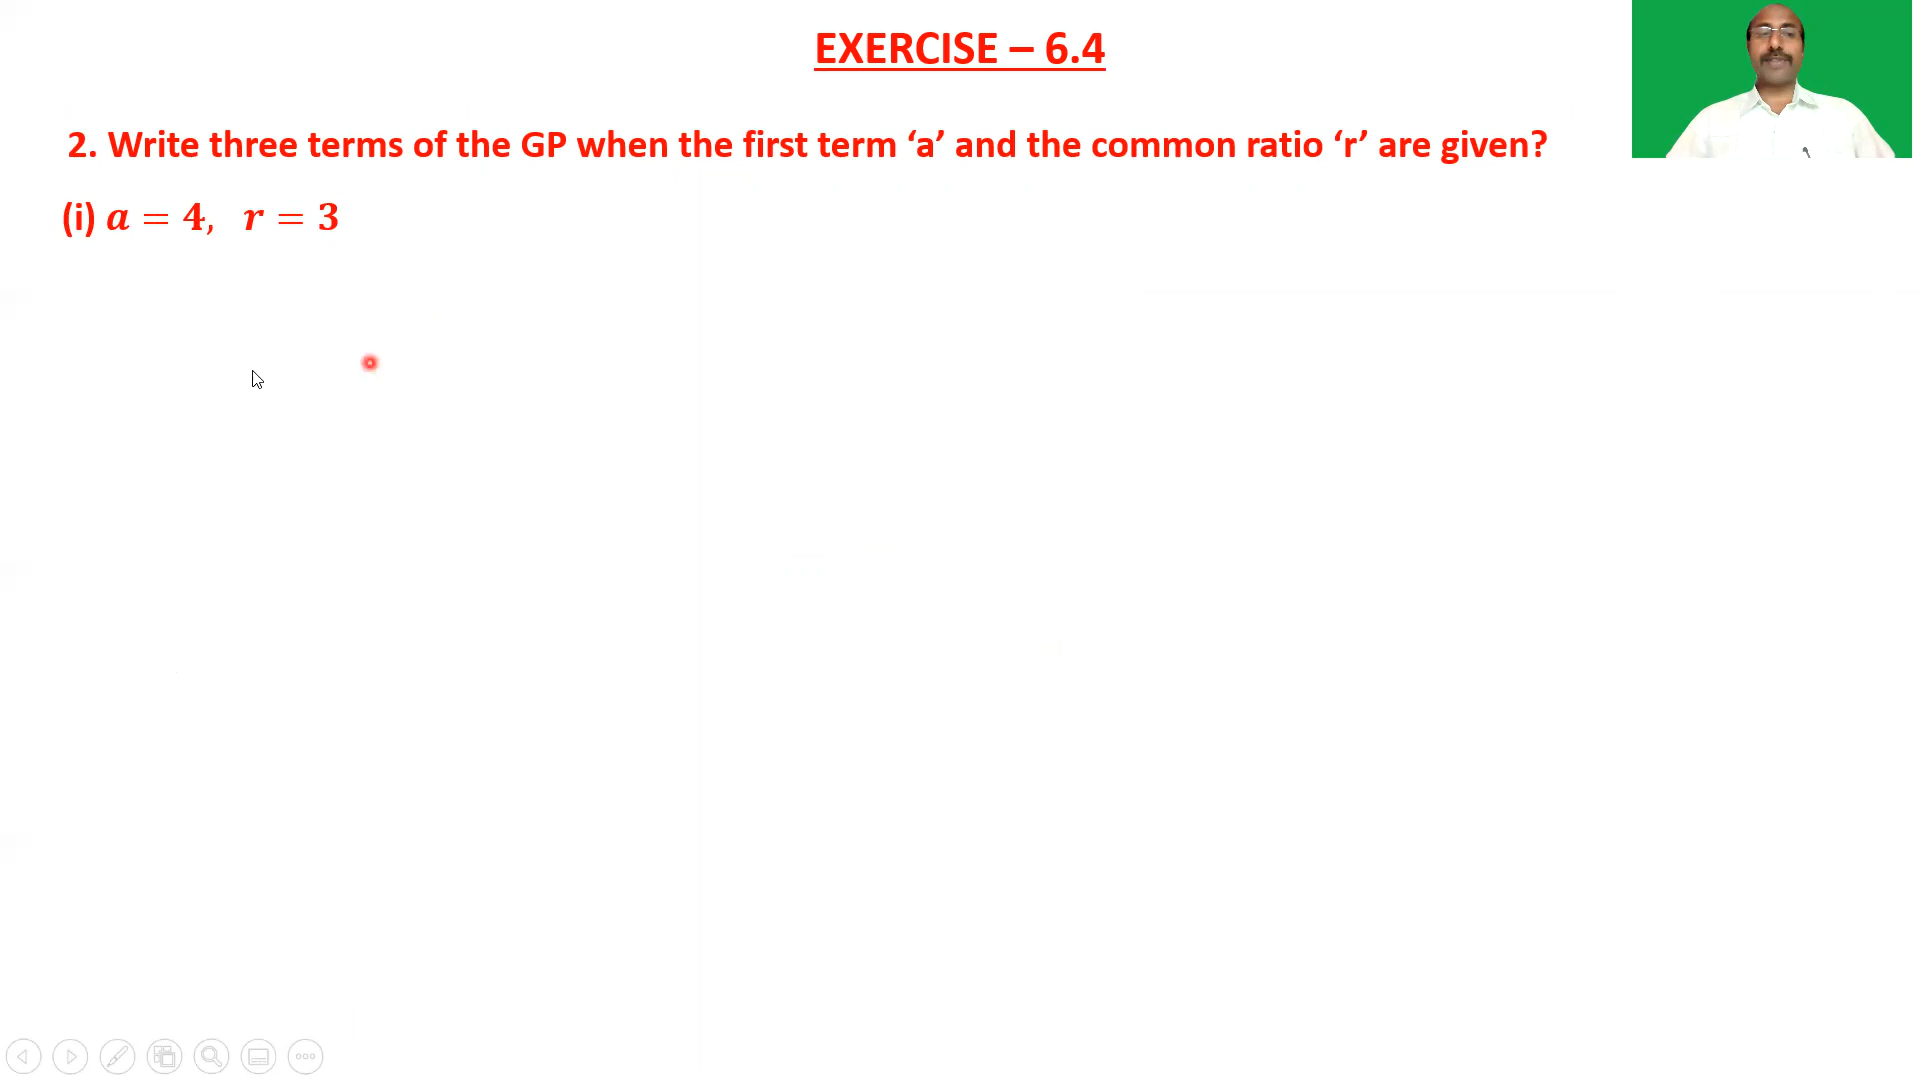 EXERCISE – 6.4
2. Write three terms of the GP when the first term ‘a’ and the common ratio ‘r’ are given?
(i) a = 4, r = 3